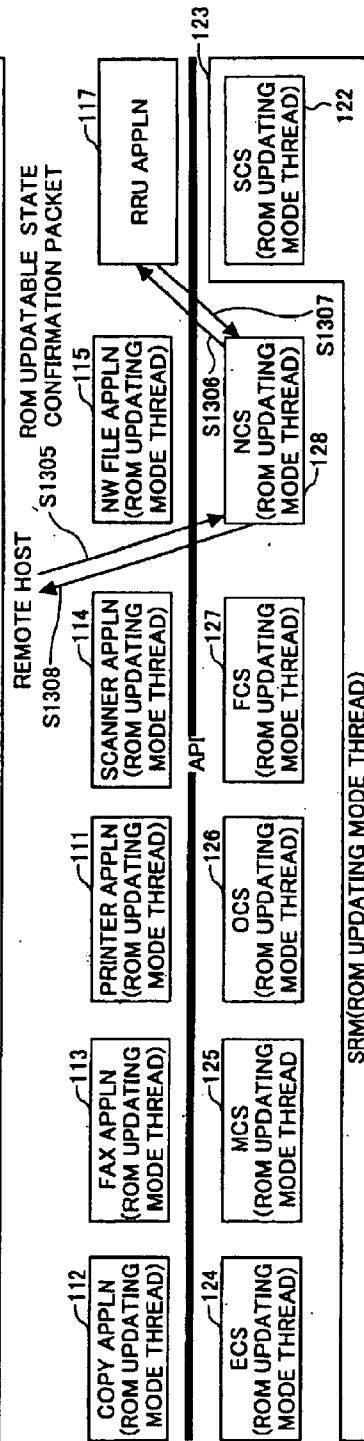 REMOTE HOST
ROM UPDATABLE STATE
CONFIRMATION PACKET
S1305
S1308
112
COPY APPLN
(ROM UPDATING
MODE THREAD)
113
FAX APPLN
(ROM UPDATING
MODE THREAD)
111
PRINTER APPLN
(ROM UPDATING
MODE THREAD)
114
SCANNER APPLN
(ROM UPDATING
MODE THREAD)
115
NW FILE APPLN
(ROM UPDATING
MODE THREAD)
117
RRU APPLN
API
S1306
S1307
123
124
ECS
(ROM UPDATING
MODE THREAD)
125
MCS
(ROM UPDATING
MODE THREAD
126
OCS
(ROM UPDATING
MODE THREAD)
127
FCS
(ROM UPDATING
MODE THREAD)
NCS
(ROM UPDATING
MODE THREAD)
128
SCS
(ROM UPDATING
MODE THREAD)
122
SRM(ROM UPDATING MODE THREAD)